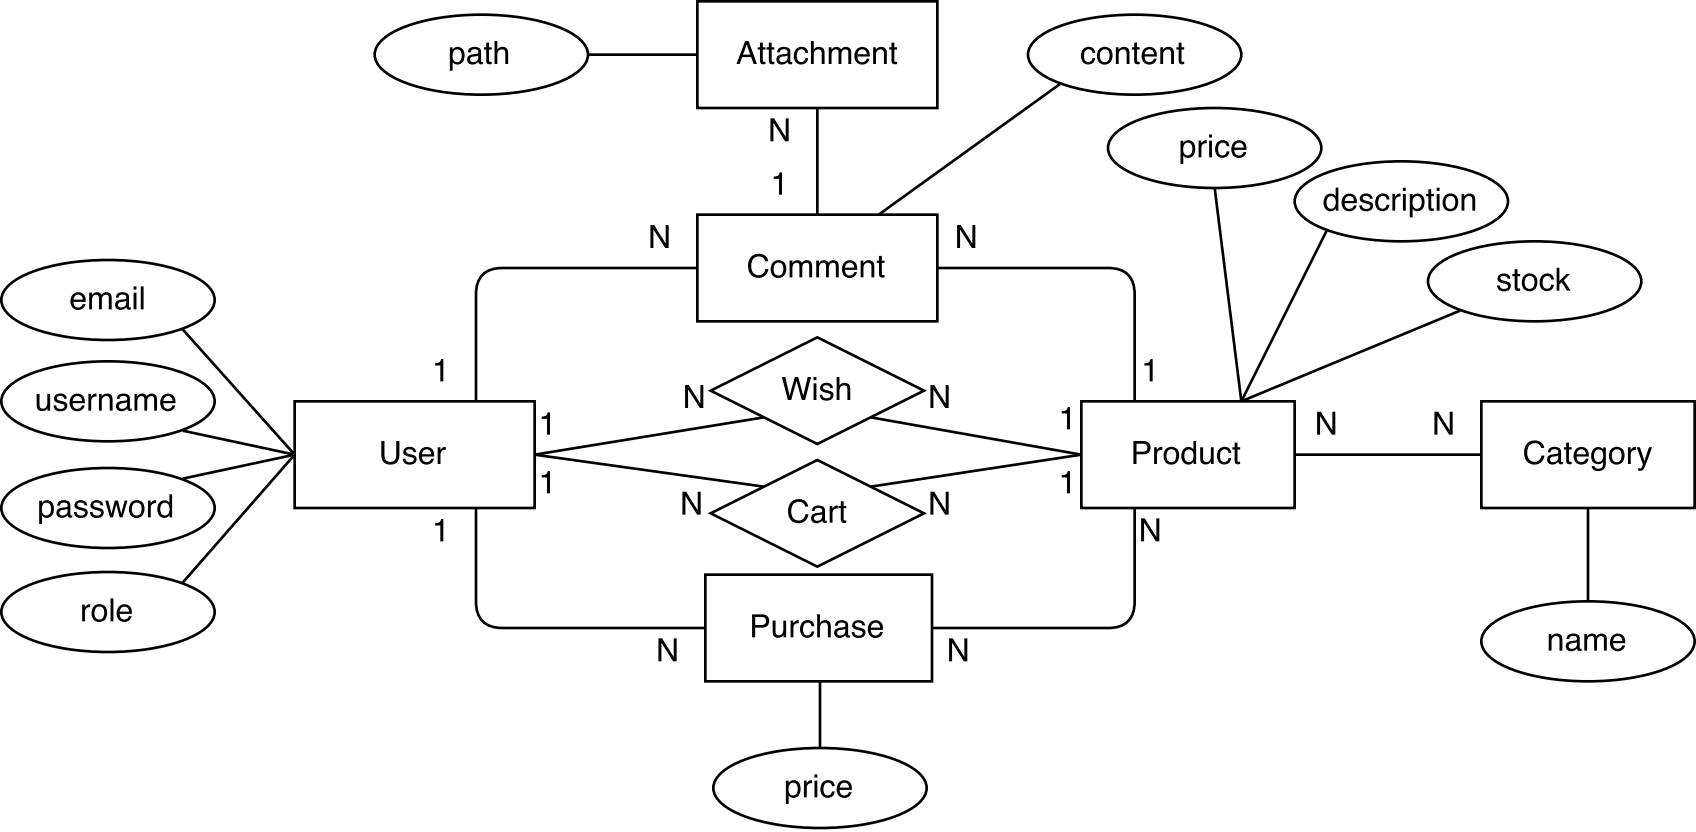 path
Attachment
content
N
price
1
description
N
N
Comment
stock
email
1
1
Wish
N
N
username
1
1
N
N
User
Product
Category
1
1
N
N
password
Cart
1
N
role
Purchase
N
N
name
price